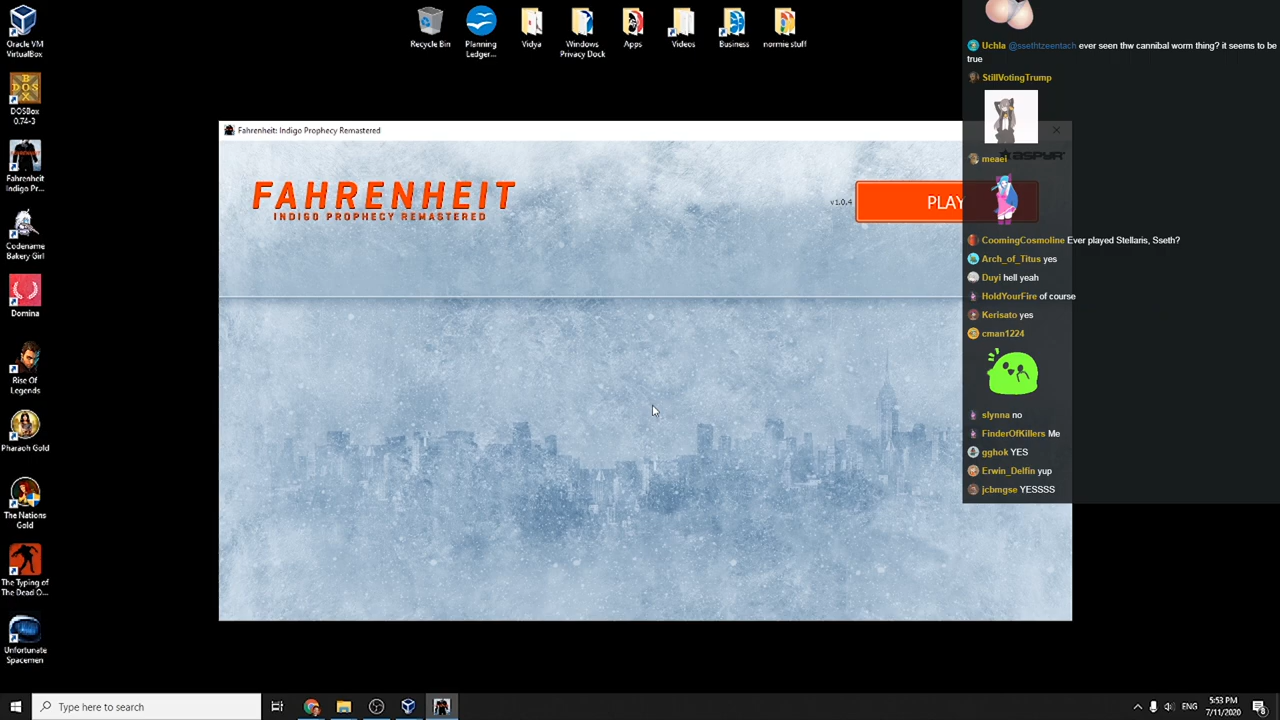 Oracle VM
VirtualBox
DOSBox
0.74-3
Fahrenheit
Indigo Pr...
Codename
Bakery Girl
Domina
Rise Of
Legends
Pharaoh Gold
The Nations
Gold
The Typing of
The Dead O...
Unfortunate
Spacemen
Recycle Bin
Planning
Ledger...
Vidya
Windows
Privacy Dock
Apps
Videos
Business
normie stuff
Fahrenheit: Indigo Prophecy Remastered
FAHRENHEIT
INDIGO PROPHECY REMASTERED
v1.0.4
PLAY
ASPYR
Uchla @ssethtzeentach ever seen thw cannibal worm thing? it seems to be
true
StillVotingTrump
meaei
CoomingCosmoline Ever played Stellaris, Sseth?
Arch_of_Titus yes
Duyi hell yeah
HoldYourFire of course
Kerisato yes
cman1224
slynna no
FinderOfKillers Me
gghok YES
Erwin_Delfin yup
jcbmgse YESSSS
Type here to search
ENG
5:53 PM
7/11/2020
8